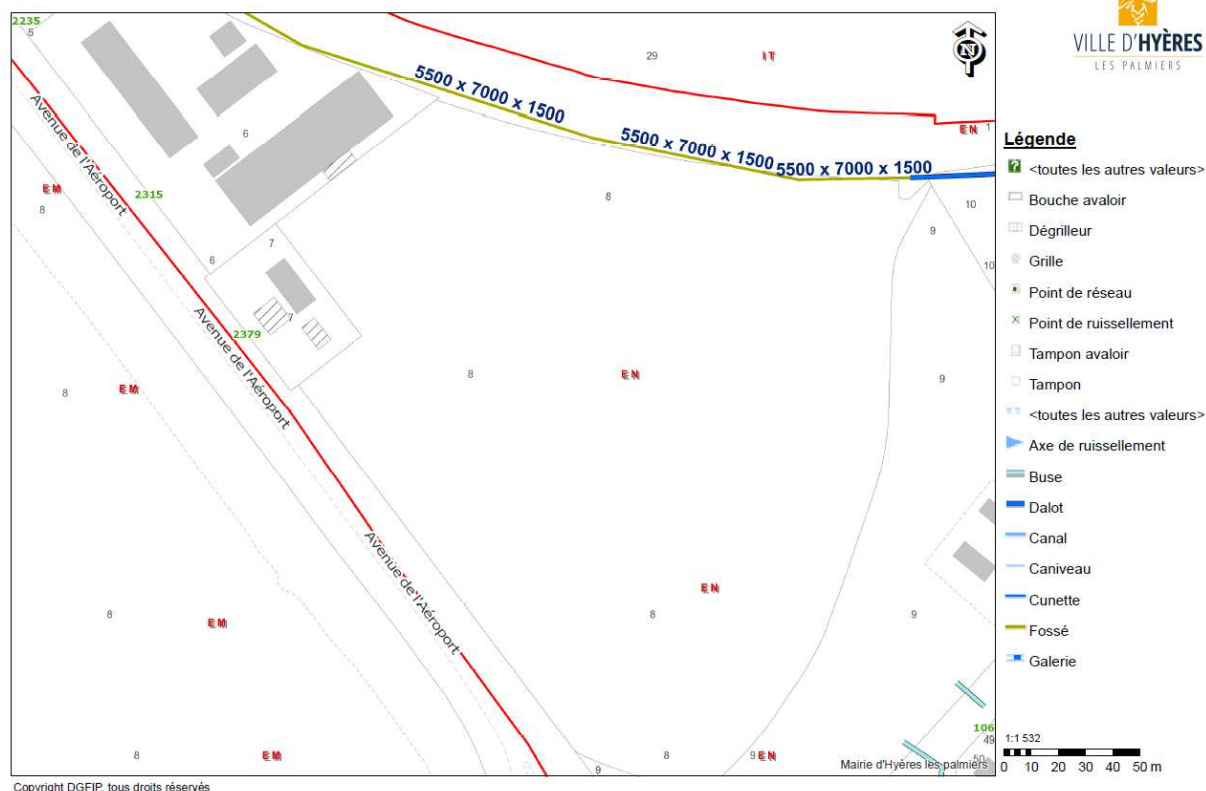 2235
5
29
IT
5500 x 7000 x 1500
5500 x 7000 x 1500
5500 x 7000 x 1500
EN
1
N
Avenue de l'Aéroport
6
EM
2315
8
8
10
9
10
7
6
7
Avenue de l'Aéroport
2379
8
EM
8
EN
9
Avenue de l'Aéroport
EN
8
EM
8
9
106
49
50
8
EM
9
8
9
EN
Mairie d'Hyères les palmiers
Copyright DGFIP, tous droits réservés
VILLE D'HYÈRES
LES PALMIERS
Légende
<toutes les autres valeurs>
Bouche avaloir
Dégrilleur
Grille
Point de réseau
Point de ruissellement
Tampon avaloir
Tampon
<toutes les autres valeurs>
Axe de ruissellement
Buse
Dalot
Canal
Caniveau
Cunette
Fossé
Galerie
1:1 532
0 10 20 30 40 50 m